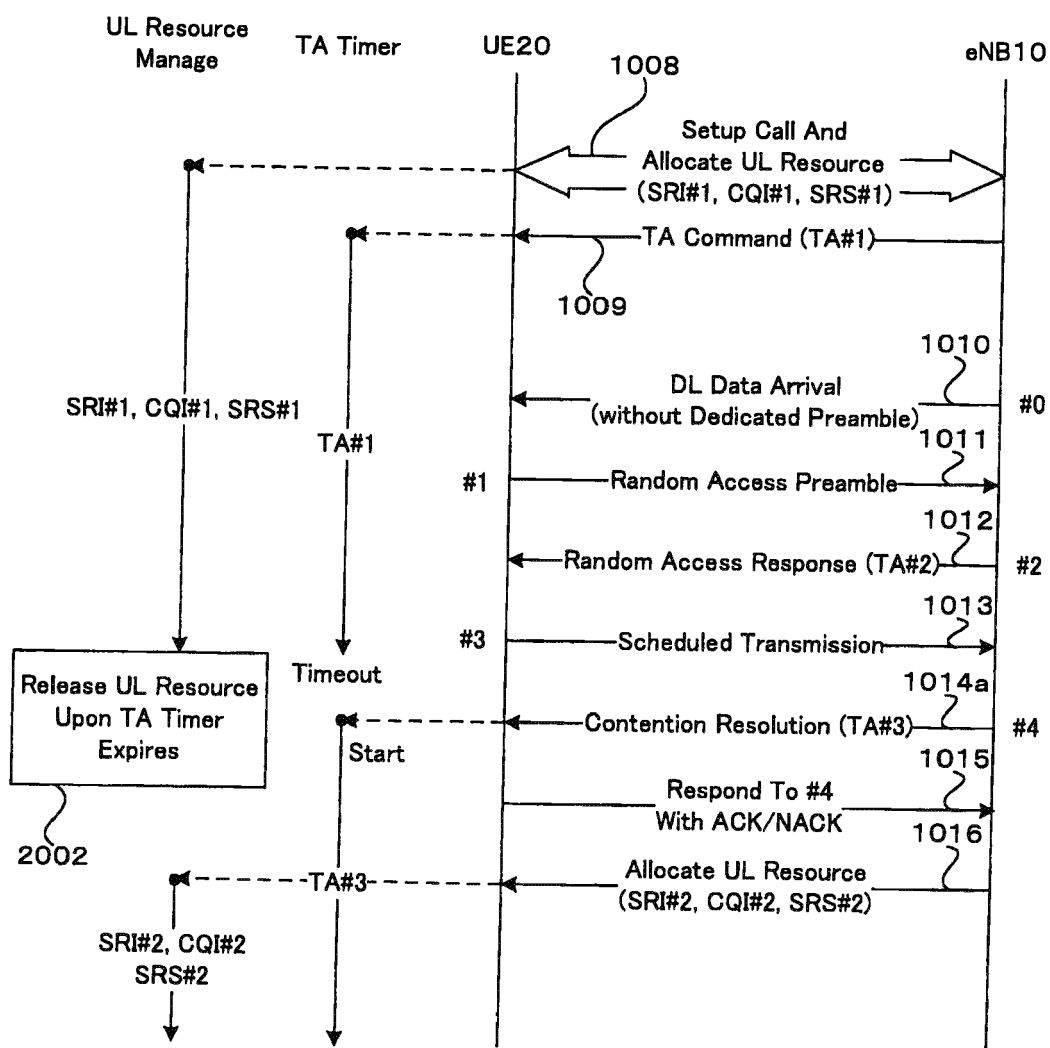 UL Resource
Manage
TA Timer
UE20
eNB10
1008
Setup Call And
Allocate UL Resource
(SRI#1, CQI#1, SRS#1)
TA Command (TA#1)
1009
1010
DL Data Arrival
(without Dedicated Preamble)
#0
SRI#1, CQI#1, SRS#1
TA#1
1011
#1
Random Access Preamble
1012
Random Access Response (TA#2)
#2
1013
#3
Scheduled Transmission
Release UL Resource
Upon TA Timer
Expires
2002
Timeout
1014a
Contention Resolution (TA#3)
#4
Start
1015
Respond To #4
With ACK/NACK
1016
TA#3
Allocate UL Resource
(SRI#2, CQI#2, SRS#2)
SRI#2, CQI#2
SRS#2